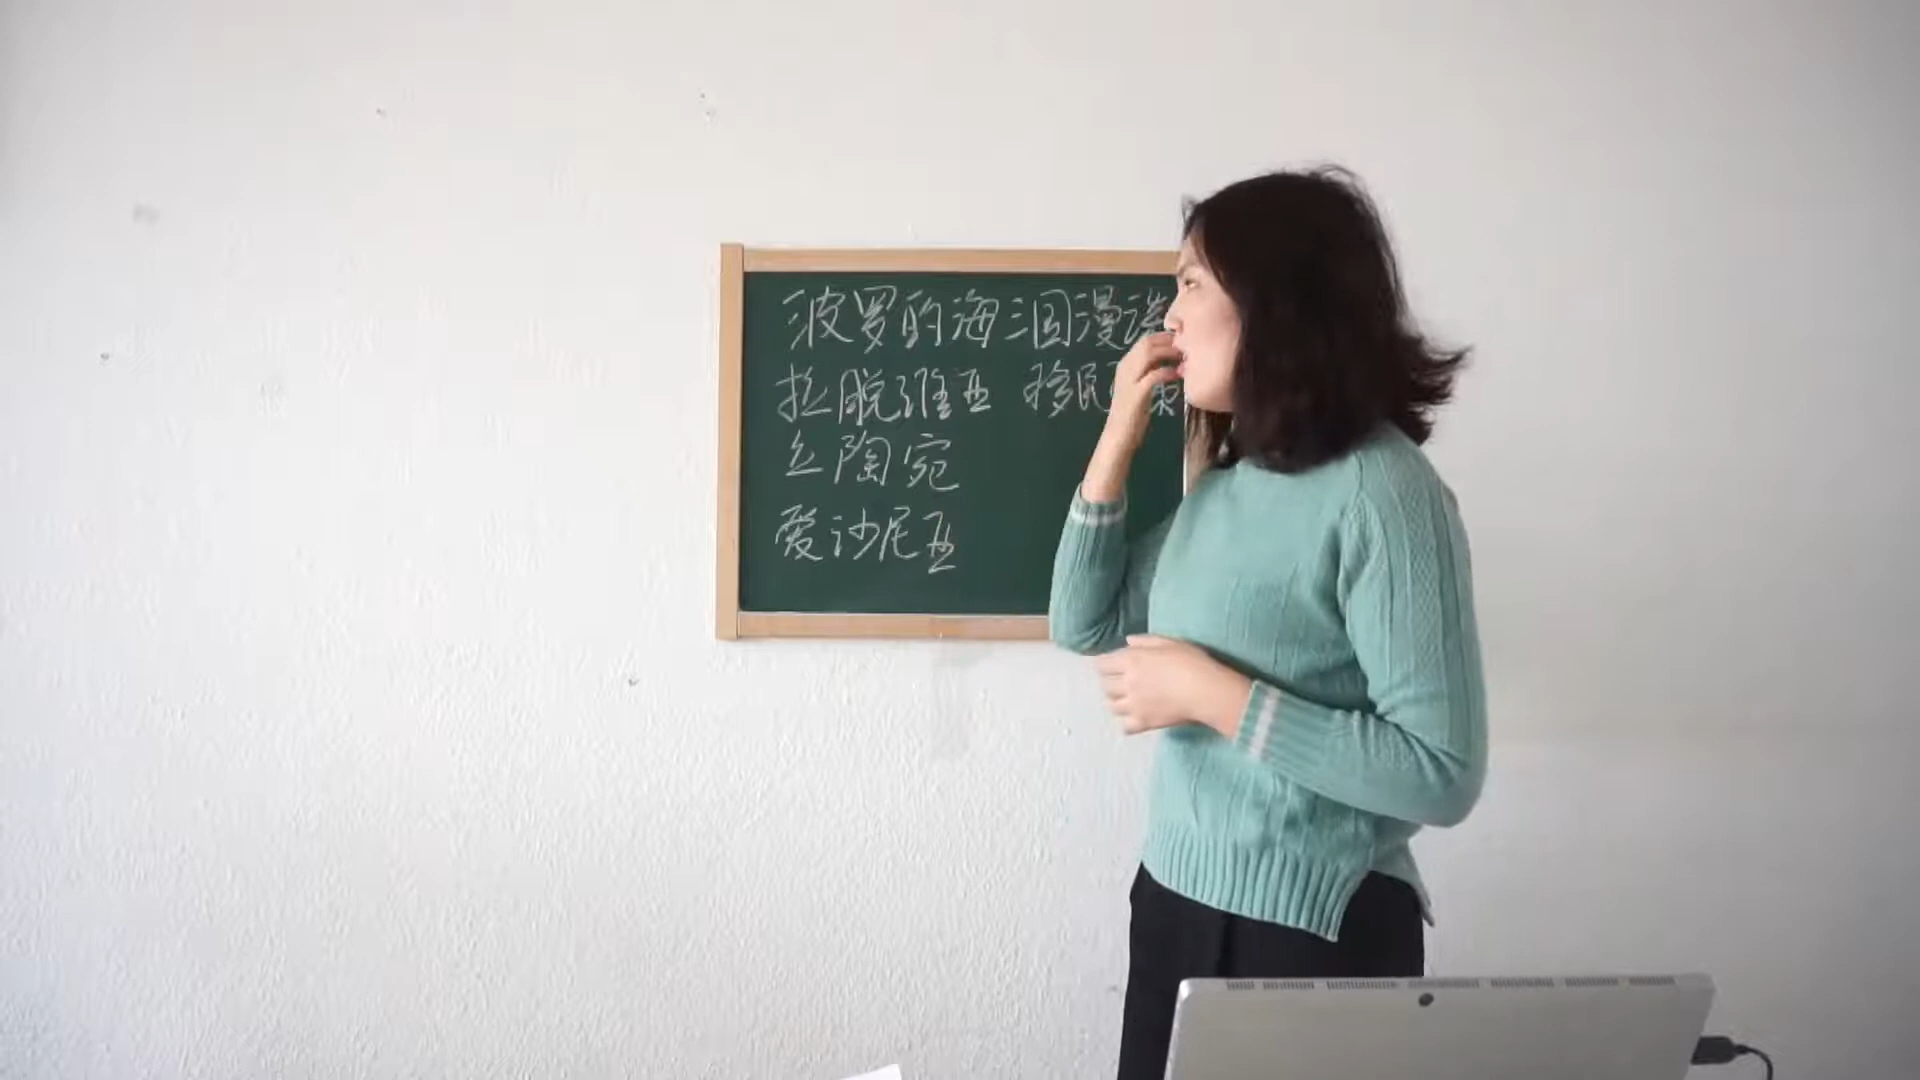 波罗的海三国漫谈
拉脱维亚 移民
立陶宛
爱沙尼亚